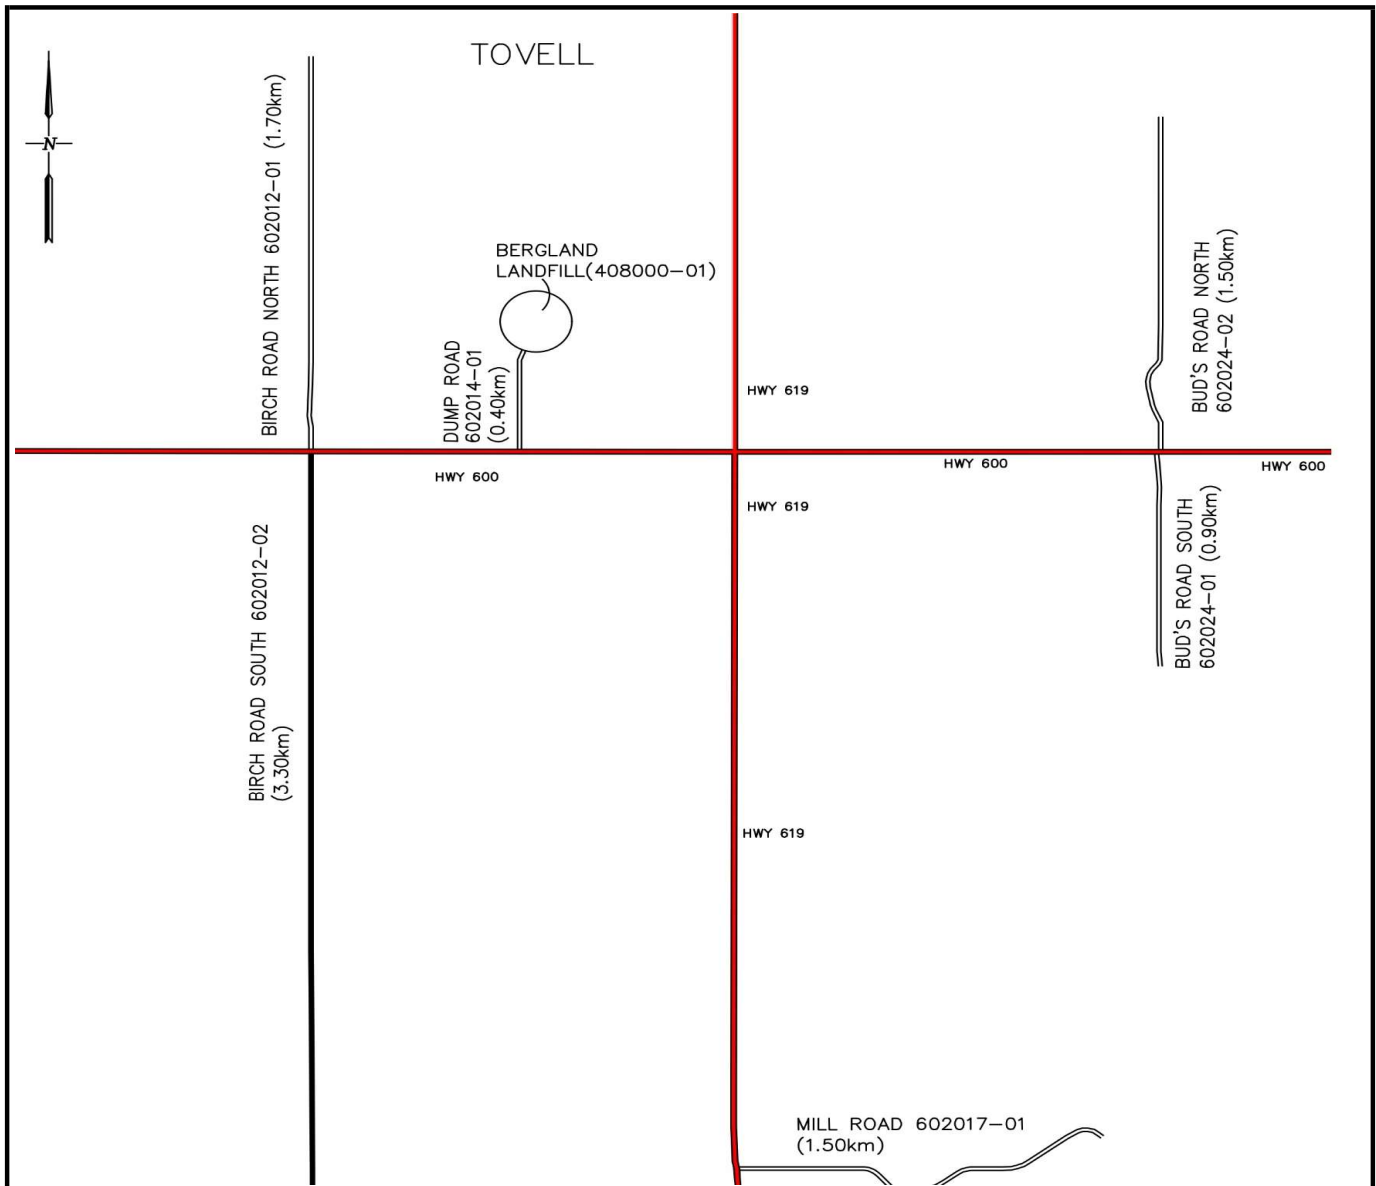 TOVELL
N
BIRCH ROAD NORTH 602012-01 (1.70km)
BERGLAND
LANDFILL(408000-01)
DUMP ROAD
602014-01
(0.40km)
HWY 619
BUD'S ROAD NORTH
602024-02 (1.50km)
HWY 600
HWY 600
HWY 600
HWY 619
BIRCH ROAD SOUTH 602012-02
(3.30km)
BUD'S ROAD SOUTH
602024-01 (0.90km)
HWY 619
MILL ROAD 602017-01
(1.50km)